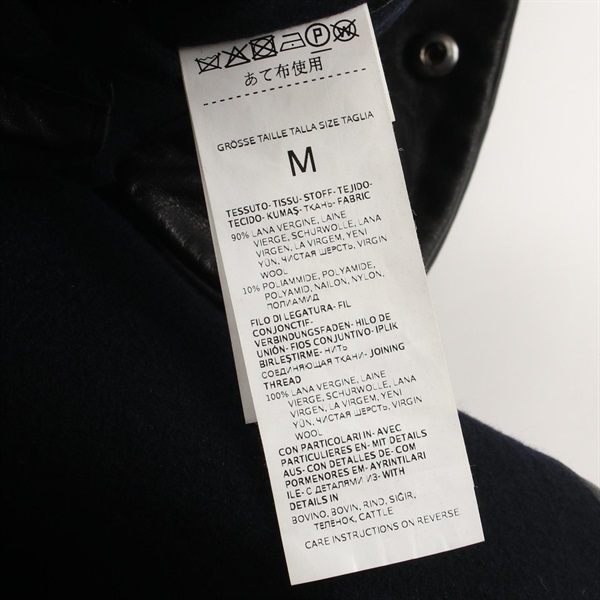 P W
あて布使用
GRÖSSE TAILLE TALLA SIZE TAGLIA
M
TESSUTO- TISSU- STOFF- TEJIDO-
TECIDO- KUMAŞ- ТКАНЬ- FABRIC
90% LANA VERGINE, LAINE
VIERGE, SCHURWOLLE, LANA
VIRGEN, LA VIRGEM, YENI
YÜN, ЧИСТАЯ ШЕРСТЬ, VIRGIN
WOOL
10% POLIAMMIDE, POLYAMIDE,
POLYAMID, NAILON, NYLON,
ПОЛИАМИД
FILO DI LEGATURA- FIL
CONJONCTIF-
VERBINDUNGSFADEN- HILO DE
UNIÓN- FIOS CONJUNTIVO- IPLIK
BIRLEŞTIRME- НИТЬ
СОЕДИНЯЮЩАЯ ТКАНИ- JOINING
THREAD
100% LANA VERGINE, LAINE
VIERGE, SCHURWOLLE, LANA
VIRGEN, LA VIRGEM, YENI
YÜN, ЧИСТАЯ ШЕРСТЬ, VIRGIN
WOOL
CON PARTICOLARI IN- AVEC
PARTICULIERES EN- MIT DETAILS
AUS- CON DETALLES DE- COM
PORMENORES EM- AYRINTILARI
ILE- С ДЕТАЛЯМИ ИЗ- WITH
DETAILS IN
BOVINO, BOVIN, RIND, SIĞIR,
ТЕЛЕНОК, CATTLE
CARE INSTRUCTIONS ON REVERSE